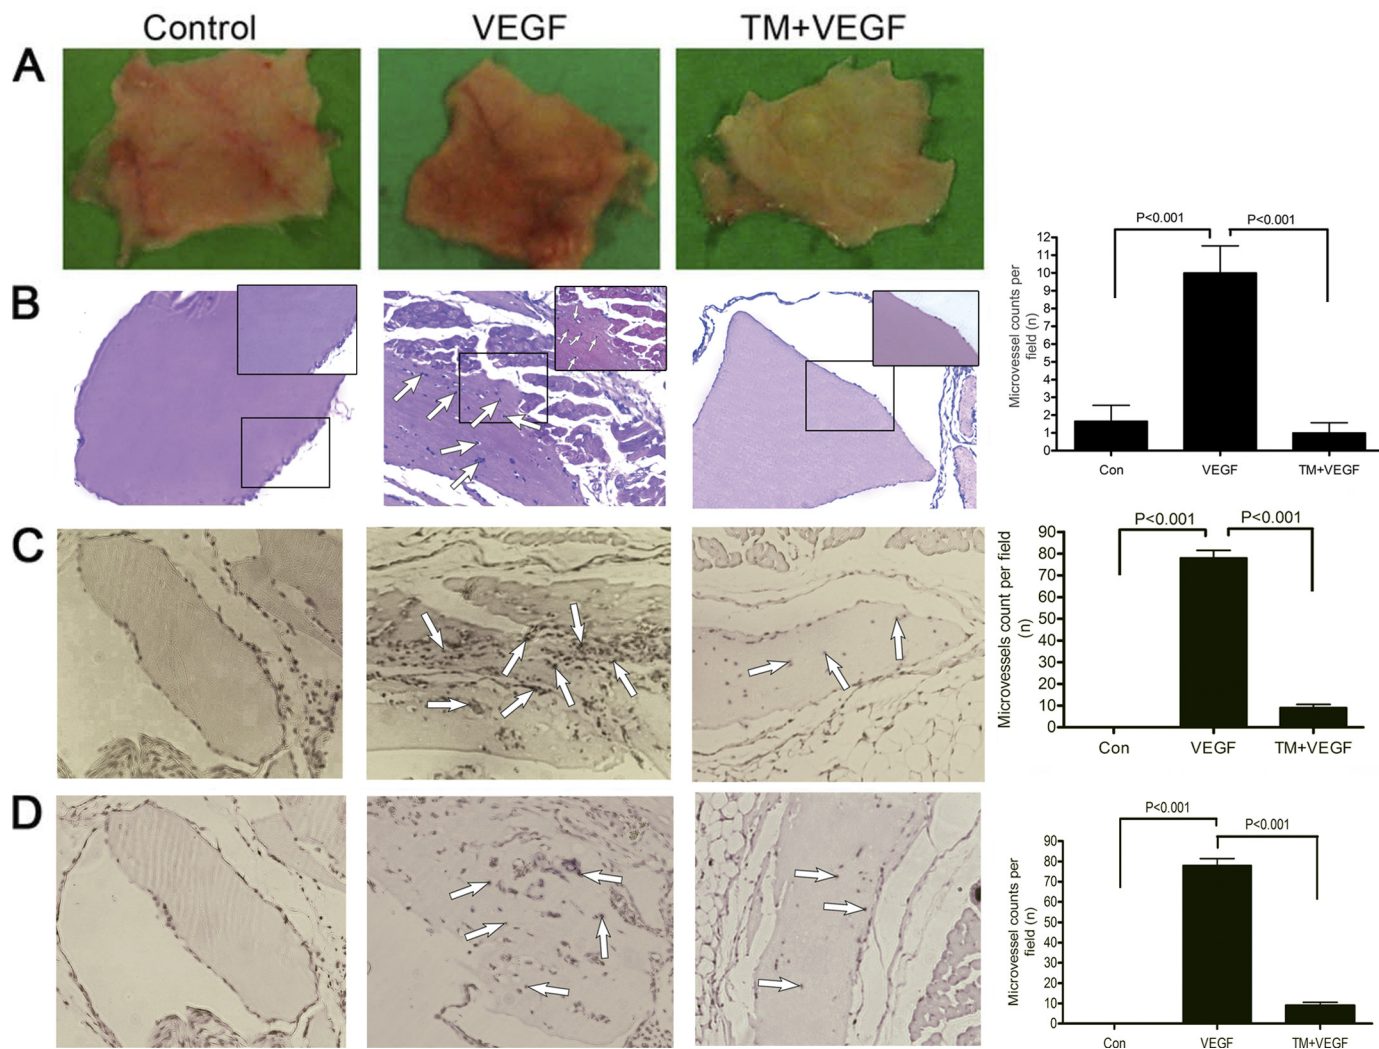 Control
VEGF
TM+VEGF
A
B
Microvessel counts per
field (n)
12
11
10
9
8
7
6
5
4
3
2
1
0
P<0.001
P<0.001
Con
VEGF
TM+VEGF
C
Microvessels count per field
(n)
90
80
70
60
50
40
30
20
10
0
P<0.001
P<0.001
Con
VEGF
TM+VEGF
D
Microvessel counts per
field (n)
90
80
70
60
50
40
30
20
10
0
P<0.001
P<0.001
Con
VEGF
TM+VEGF